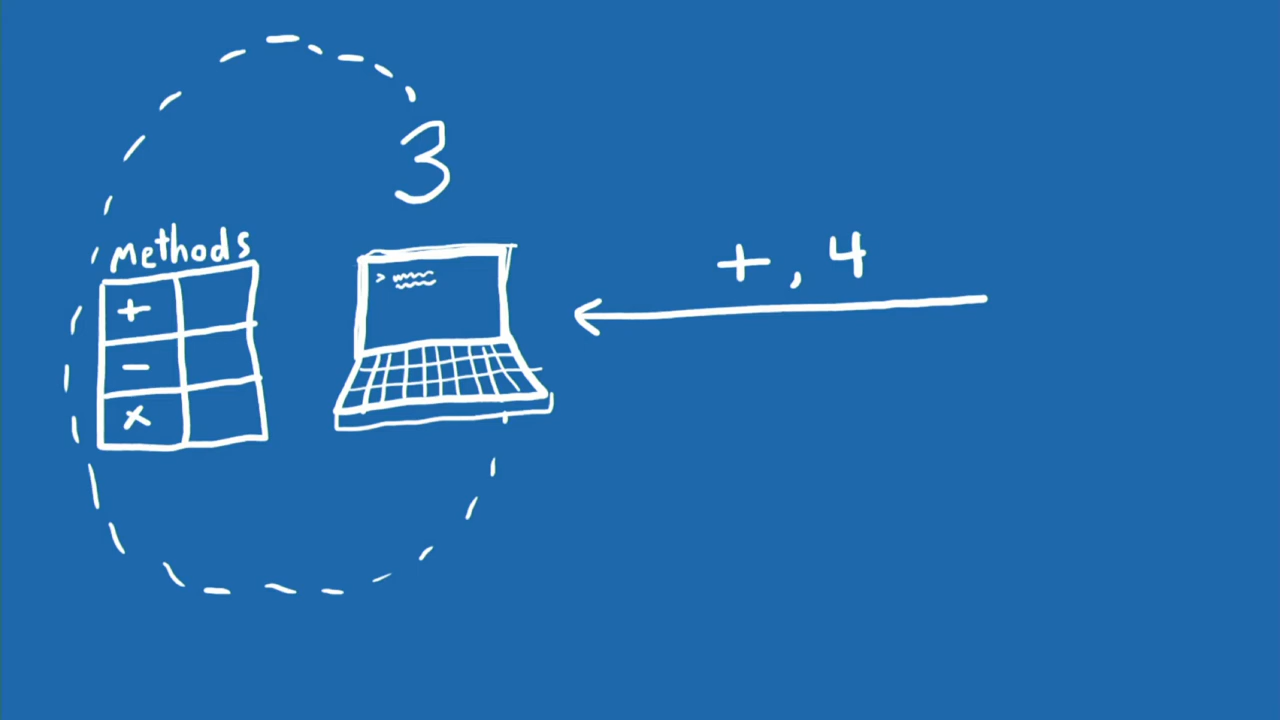 3
methods
+ , 4
+
-
×
>